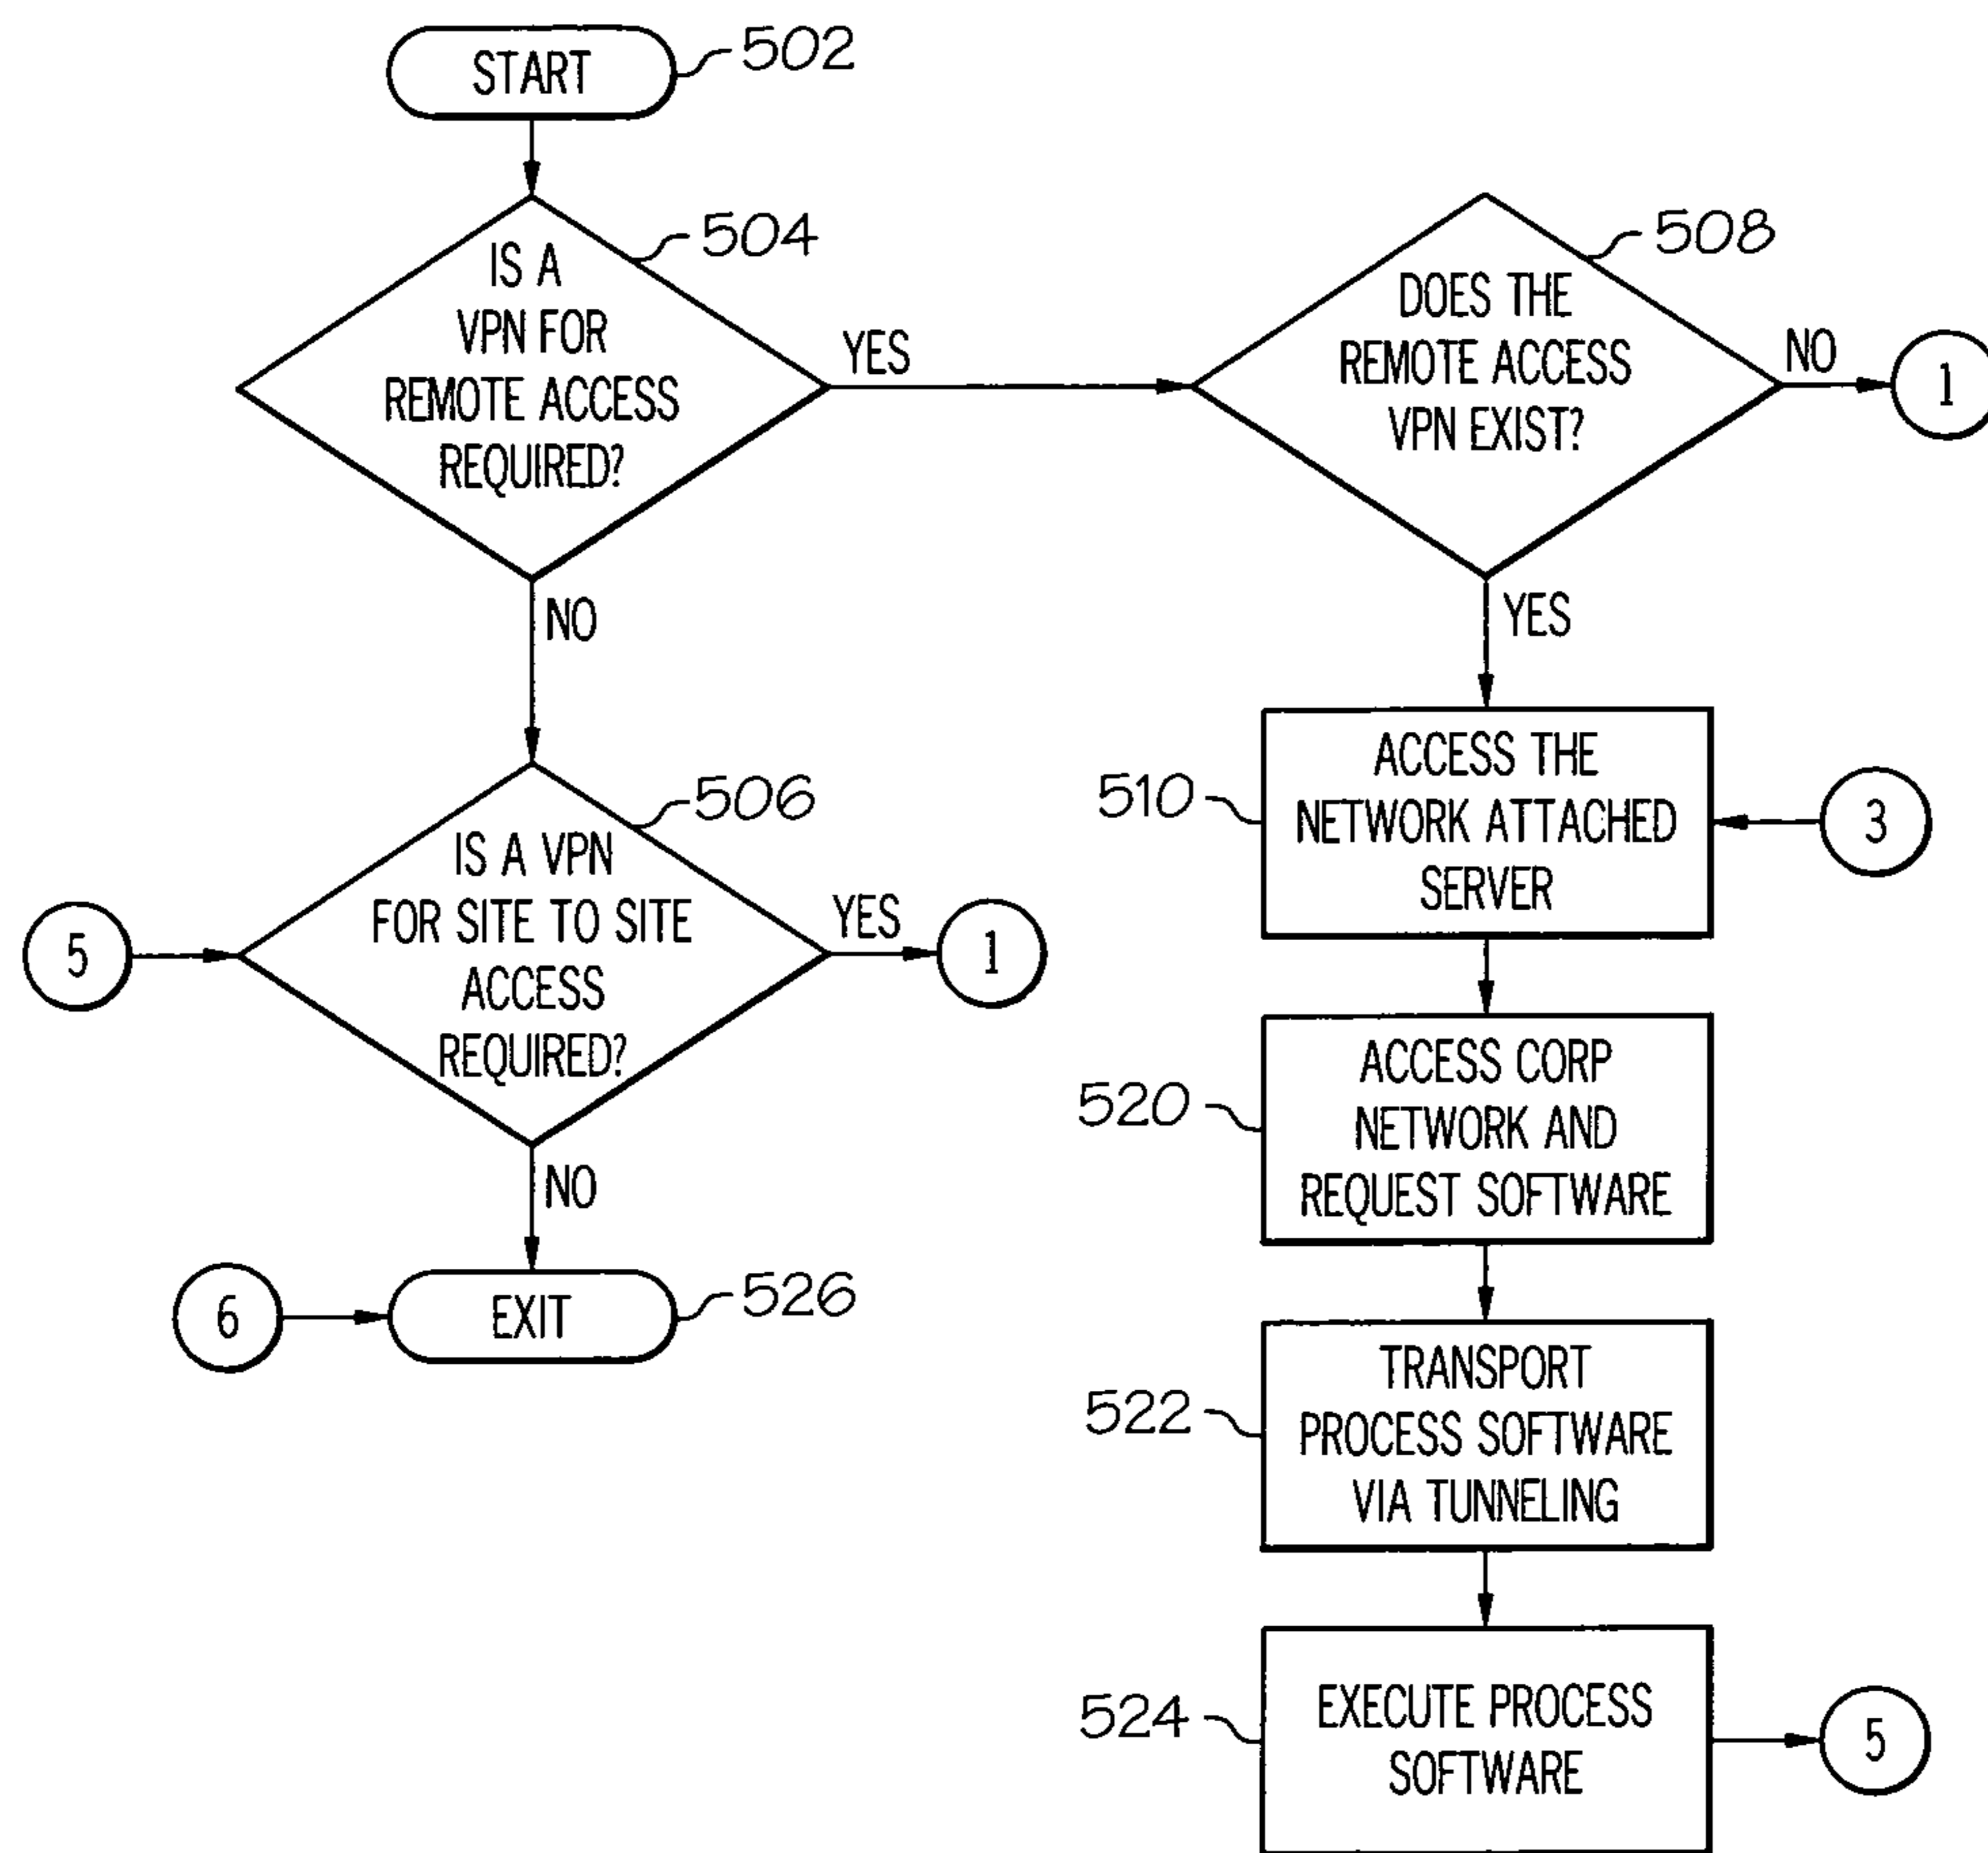 START
502
IS A
VPN FOR
REMOTE ACCESS
REQUIRED?
504
YES
NO
DOES THE
REMOTE ACCESS
VPN EXIST?
508
NO
1
YES
IS A VPN
FOR SITE TO SITE
ACCESS
REQUIRED?
506
5
YES
1
NO
6
EXIT
526
ACCESS THE
NETWORK ATTACHED
SERVER
510
3
ACCESS CORP
NETWORK AND
REQUEST SOFTWARE
520
TRANSPORT
PROCESS SOFTWARE
VIA TUNNELING
522
EXECUTE PROCESS
SOFTWARE
524
5